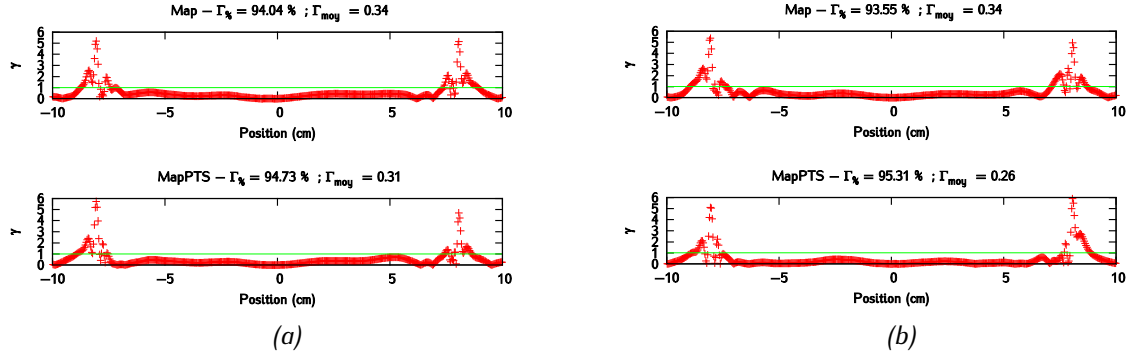 Map – Γ% = 94.04 % ; Γmoy = 0.34
6
5
4
3
2
1
0
γ
−10 −5 0 5 10
Position (cm)
MapPTS – Γ% = 94.73 % ; Γmoy = 0.31
6
5
4
3
2
1
0
γ
−10 −5 0 5 10
Position (cm)
(a)
Map – Γ% = 93.55 % ; Γmoy = 0.34
6
5
4
3
2
1
0
γ
−10 −5 0 5 10
Position (cm)
MapPTS – Γ% = 95.31 % ; Γmoy = 0.26
6
5
4
3
2
1
0
γ
−10 −5 0 5 10
Position (cm)
(b)